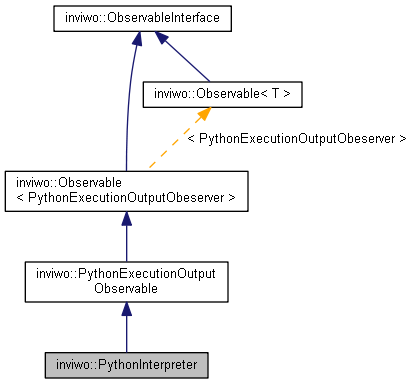 inviwo::ObservableInterface
inviwo::Observable< T >
< PythonExecutionOutputObeserver >
inviwo::Observable
< PythonExecutionOutputObeserver >
inviwo::PythonExecutionOutput
Observable
inviwo::PythonInterpreter